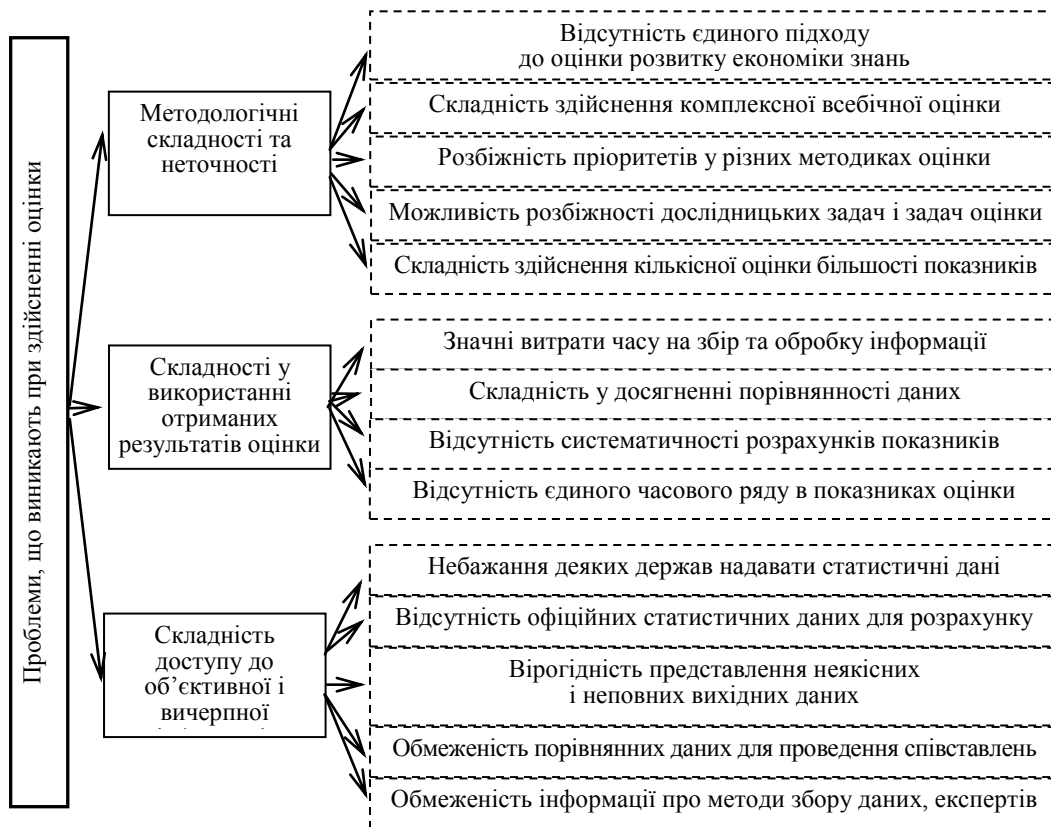 Проблеми, що виникають при здійсненні оцінки
Методологічні
складності та
неточності
Відсутність єдиного підходу
до оцінки розвитку економіки знань
Складність здійснення комплексної всебічної оцінки
Розбіжність пріоритетів у різних методиках оцінки
Можливість розбіжності дослідницьких задач і задач оцінки
Складність здійснення кількісної оцінки більшості показників
Складності у
використанні
отриманих
результатів оцінки
Значні витрати часу на збір та обробку інформації
Складність у досягненні порівнянності даних
Відсутність систематичності розрахунків показників
Відсутність єдиного часового ряду в показниках оцінки
Складність
доступу до
об’єктивної і
вичерпної
Небажання деяких держав надавати статистичні дані
Відсутність офіційних статистичних даних для розрахунку
Вірогідність представлення неякісних
і неповних вихідних даних
Обмеженість порівнянних даних для проведення співставлень
Обмеженість інформації про методи збору даних, експертів